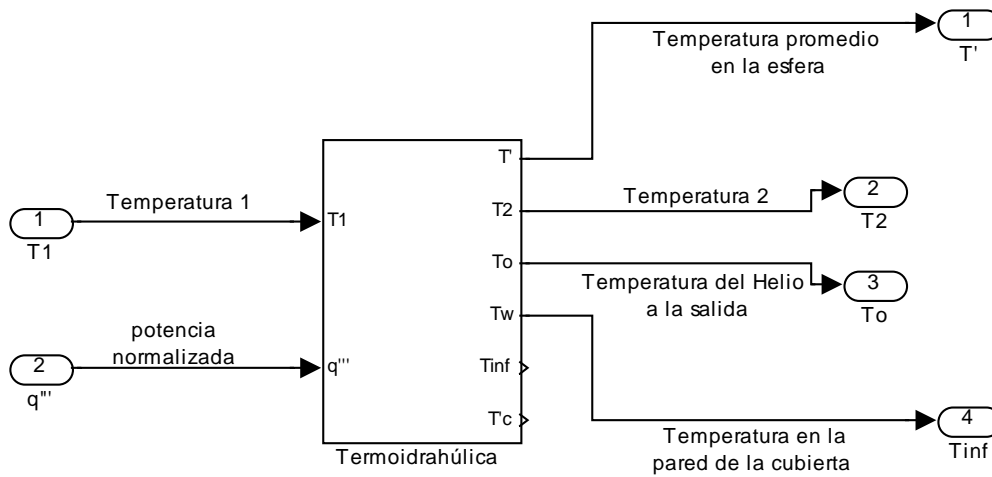 1
T'
Temperatura promedio
en la esfera
T'
Temperatura 1
1
T1
T1
T2
Temperatura 2
2
T2
To
Temperatura del Helio
a la salida
3
To
Tw
potencia
normalizada
2
q'''
q'''
Tinf
T'c
Termoidrahúlica
Temperatura en la
pared de la cubierta
4
Tinf